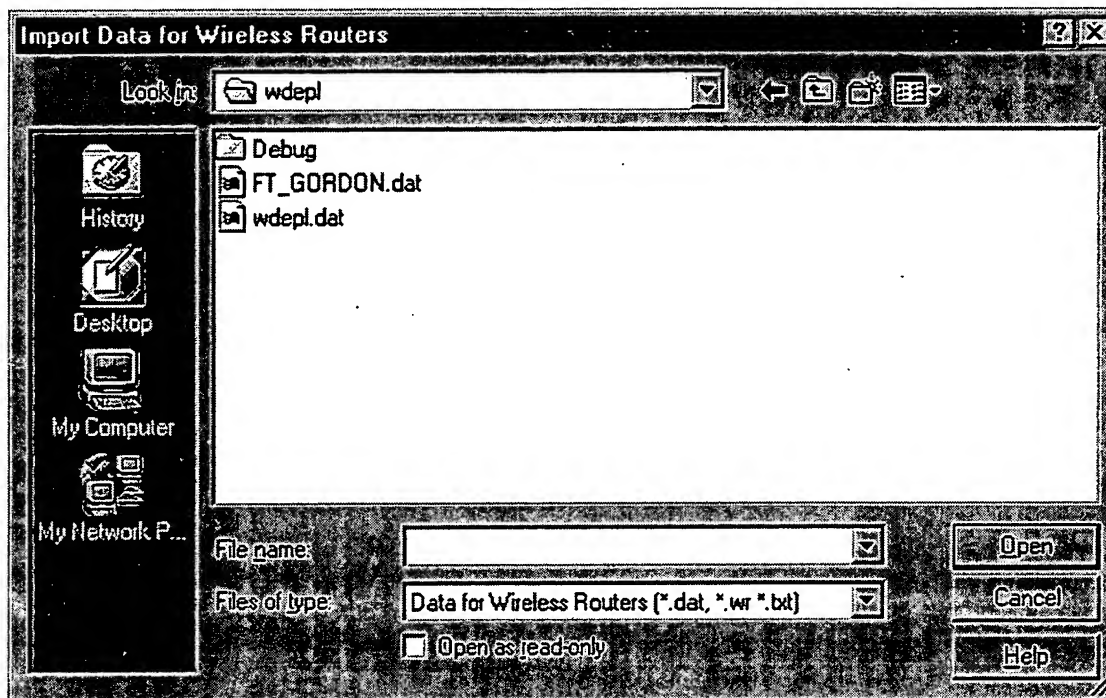 Import Data for Wireless Routers
Look in: wdepl
Debug
FT_GORDON.dat
wdepl.dat
History
Desktop
My Computer
My Network P...
File name:
Files of type: Data for Wireless Routers (*.dat, *.wr *.txt)
Open as read-only
Open
Cancel
Help